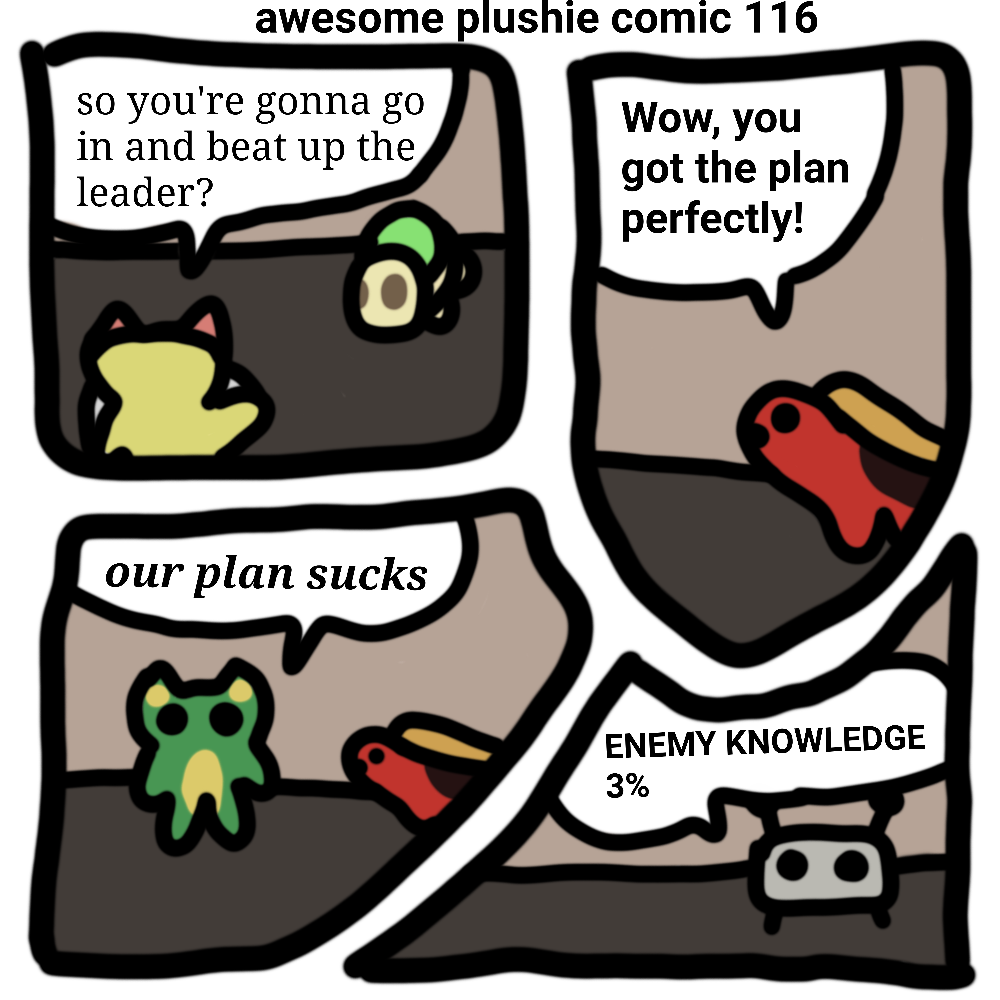 awesome plushie comic 116
so you're gonna go
in and beat up the
leader?
Wow, you
got the plan
perfectly!
our plan sucks
ENEMY KNOWLEDGE
3%